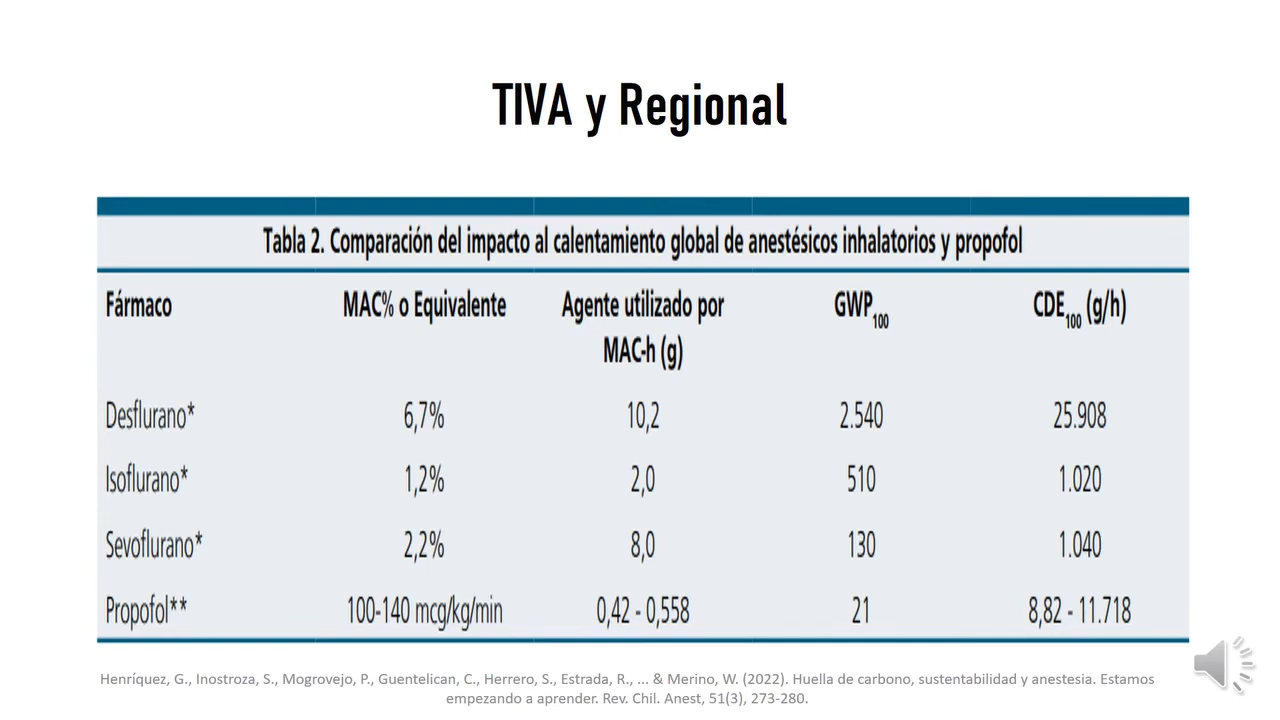 TIVA y Regional
Tabla 2. Comparación del impacto al calentamiento global de anestésicos inhalatorios y propofol
Fármaco MAC% o Equivalente Agente utilizado por MAC-h (g) GWP100 CDE100 (g/h)
Desflurano* 6,7% 10,2 2.540 25.908
Isoflurano* 1,2% 2,0 510 1.020
Sevoflurano* 2,2% 8,0 130 1.040
Propofol** 100-140 mcg/kg/min 0,42 - 0,558 21 8,82 - 11.718
Henríquez, G., Inostroza, S., Mogrovejo, P., Guentelican, C., Herrero, S., Estrada, R., ... & Merino, W. (2022). Huella de carbono, sustentabilidad y anestesia. Estamos
empezando a aprender. Rev. Chil. Anest, 51(3), 273-280.